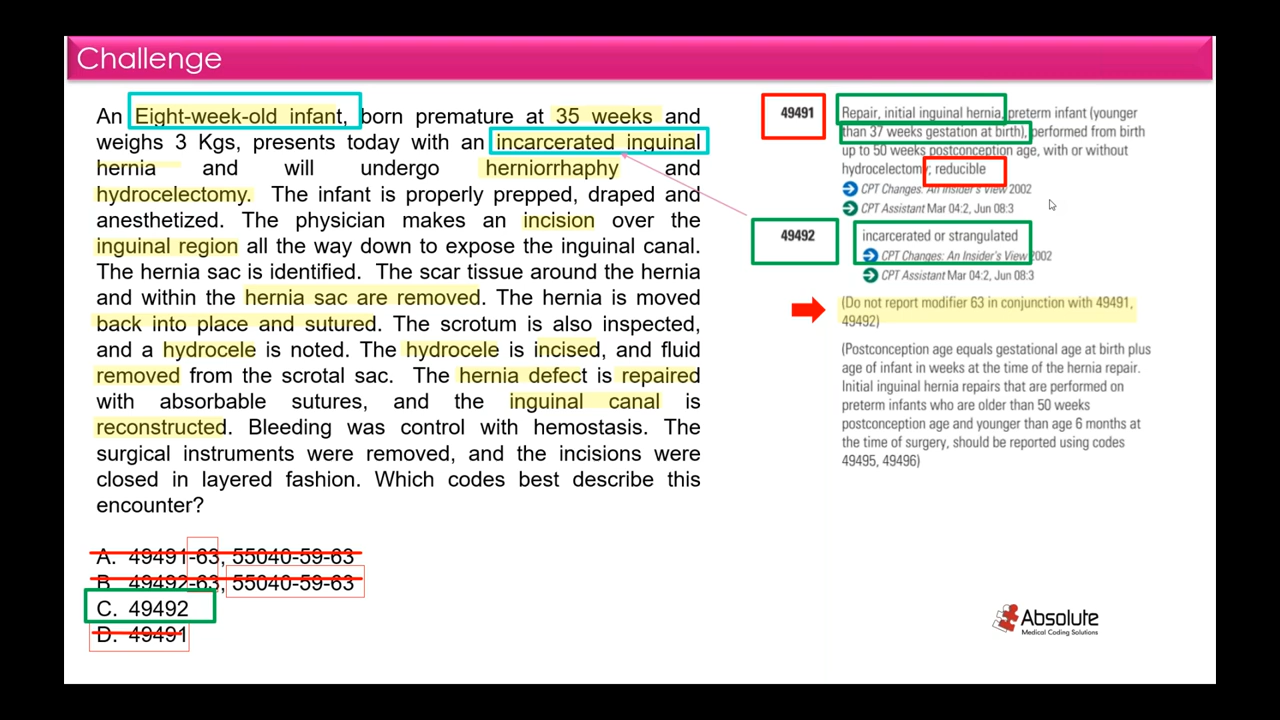 Challenge
An Eight-week-old infant, born premature at 35 weeks and
weighs 3 Kgs, presents today with an incarcerated inguinal
hernia and will undergo herniorrhaphy and
hydrocelectomy. The infant is properly prepped, draped and
anesthetized. The physician makes an incision over the
inguinal region all the way down to expose the inguinal canal.
The hernia sac is identified. The scar tissue around the hernia
and within the hernia sac are removed. The hernia is moved
back into place and sutured. The scrotum is also inspected,
and a hydrocele is noted. The hydrocele is incised, and fluid
removed from the scrotal sac. The hernia defect is repaired
with absorbable sutures, and the inguinal canal is
reconstructed. Bleeding was control with hemostasis. The
surgical instruments were removed, and the incisions were
closed in layered fashion. Which codes best describe this
encounter?
A. 49491-63, 55040-59-63
B. 49492-63, 55040-59-63
C. 49492
D. 49491
49491 Repair, initial inguinal hernia, preterm infant (younger
than 37 weeks gestation at birth), performed from birth
up to 50 weeks postconception age, with or without
hydrocelectomy; reducible
CPT Changes: An Insider's View 2002
CPT Assistant Mar 04:2, Jun 08:3
49492 incarcerated or strangulated
CPT Changes: An Insider's View 2002
CPT Assistant Mar 04:2, Jun 08:3
(Do not report modifier 63 in conjunction with 49491,
49492)
(Postconception age equals gestational age at birth plus
age of infant in weeks at the time of the hernia repair.
Initial inguinal hernia repairs that are performed on
preterm infants who are older than 50 weeks
postconception age and younger than age 6 months at
the time of surgery, should be reported using codes
49495, 49496)
Absolute
Medical Coding Solutions